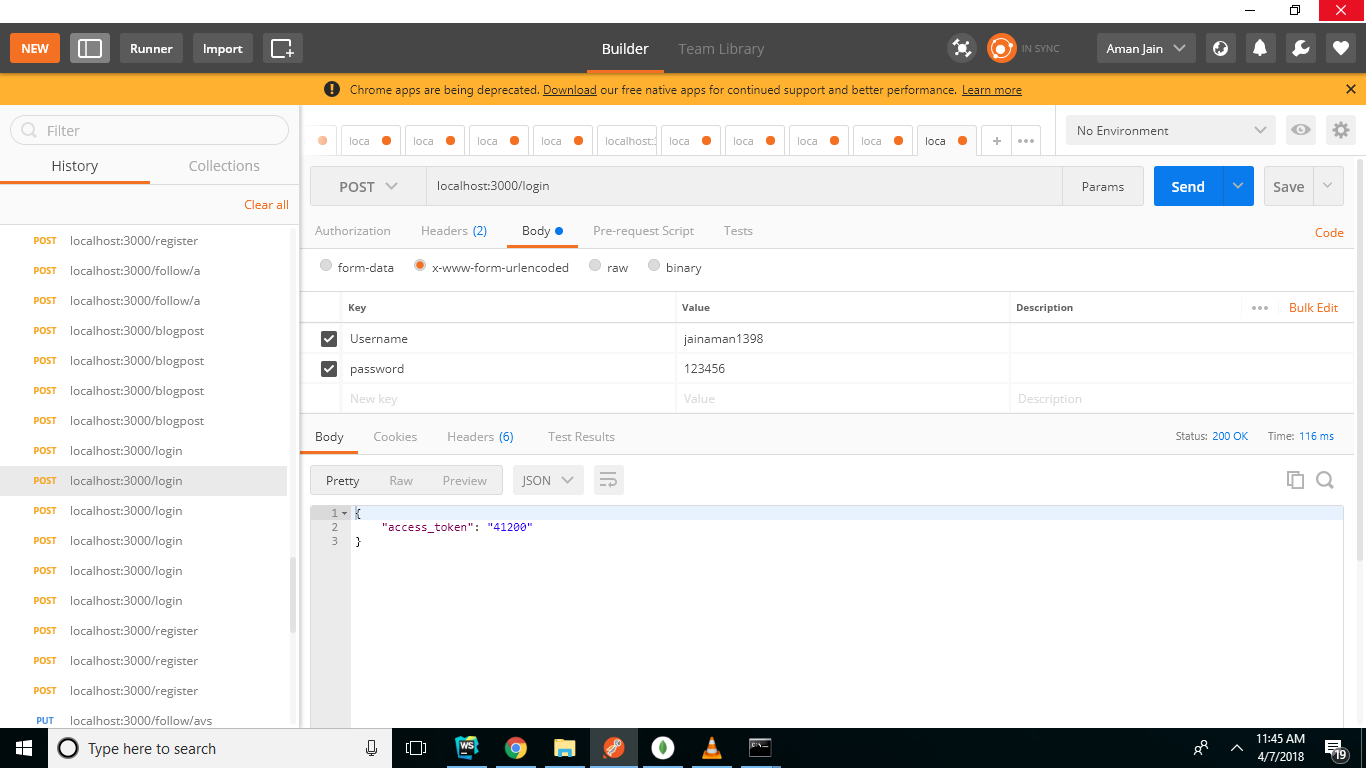 NEW
Runner
Import
Builder
Team Library
IN SYNC
Aman Jain
Chrome apps are being deprecated. Download our free native apps for continued support and better performance. Learn more
Filter
History
Collections
Clear all
POST localhost:3000/register
POST localhost:3000/follow/a
POST localhost:3000/follow/a
POST localhost:3000/blogpost
POST localhost:3000/blogpost
POST localhost:3000/blogpost
POST localhost:3000/blogpost
POST localhost:3000/login
POST localhost:3000/login
POST localhost:3000/login
POST localhost:3000/login
POST localhost:3000/login
POST localhost:3000/login
POST localhost:3000/register
POST localhost:3000/register
POST localhost:3000/register
PUT localhost:3000/follow/avs
loca loca loca loca localhost: loca loca loca loca loca + •••
No Environment
POST
localhost:3000/login
Params
Send
Save
Authorization Headers (2) Body Pre-request Script Tests
Code
form-data x-www-form-urlencoded raw binary
Key Value Description ••• Bulk Edit
Username jainaman1398
password 123456
New key Value Description
Body Cookies Headers (6) Test Results
Status: 200 OK Time: 116 ms
Pretty Raw Preview JSON
1 {
2 "access_token": "41200"
3 }
Type here to search
WS
11:45 AM
4/7/2018
19